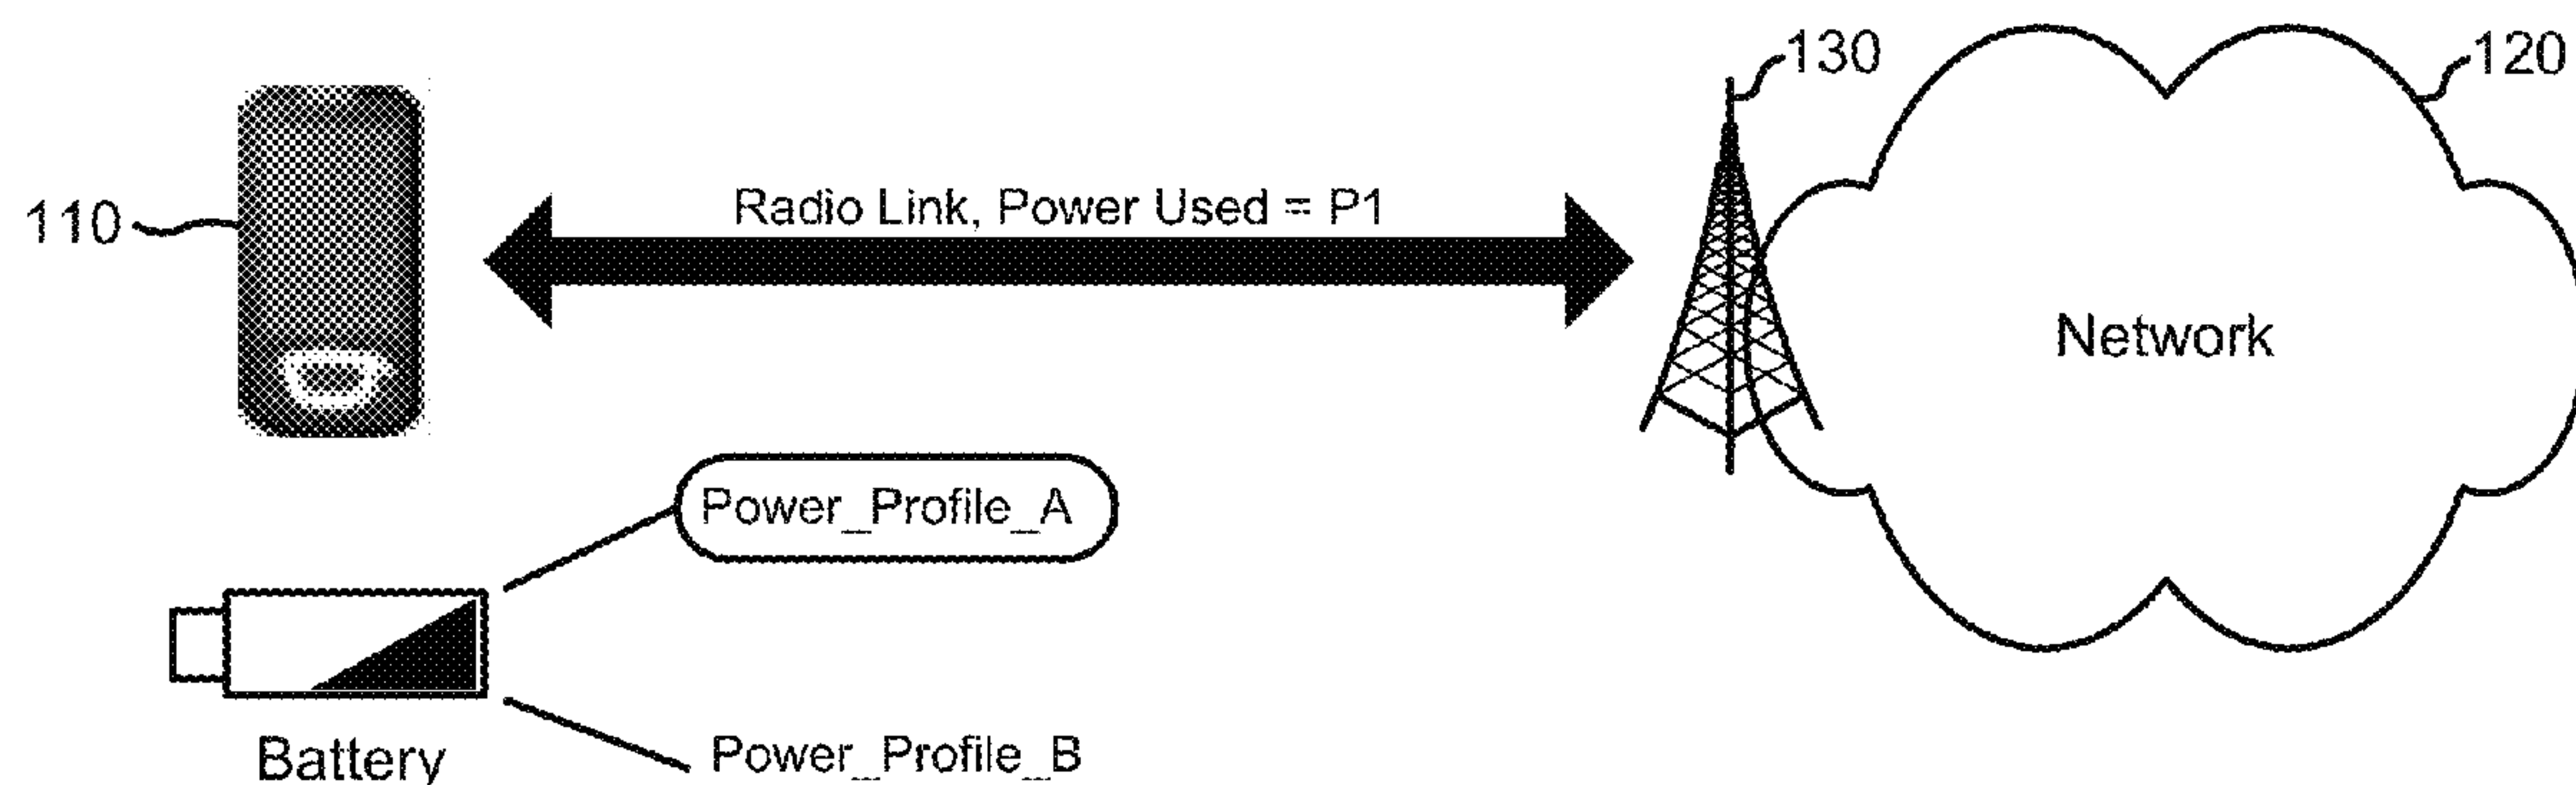 130
120
110
Radio Link, Power Used = P1
Network
Power_Profile_A
Battery
Power_Profile_B